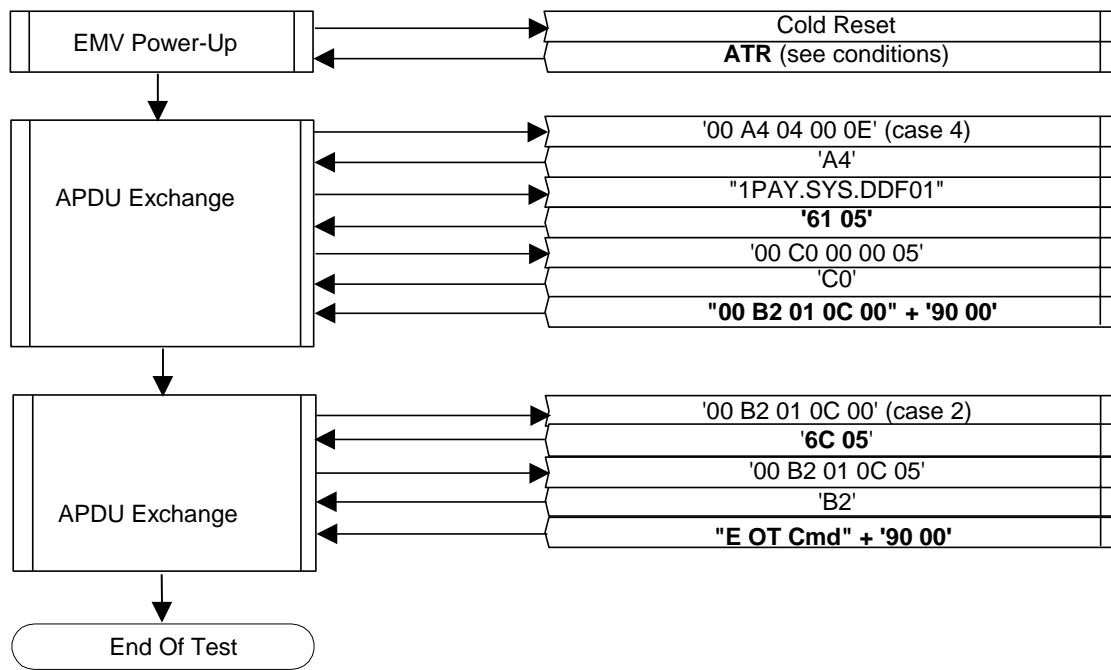 EMV Power-Up
Cold Reset
ATR (see conditions)
APDU Exchange
'00 A4 04 00 0E' (case 4)
'A4'
"1PAY.SYS.DDF01"
'61 05'
'00 C0 00 00 05'
'C0'
"00 B2 01 0C 00" + '90 00'
APDU Exchange
'00 B2 01 0C 00' (case 2)
'6C 05'
'00 B2 01 0C 05'
'B2'
"E OT Cmd" + '90 00'
End Of Test